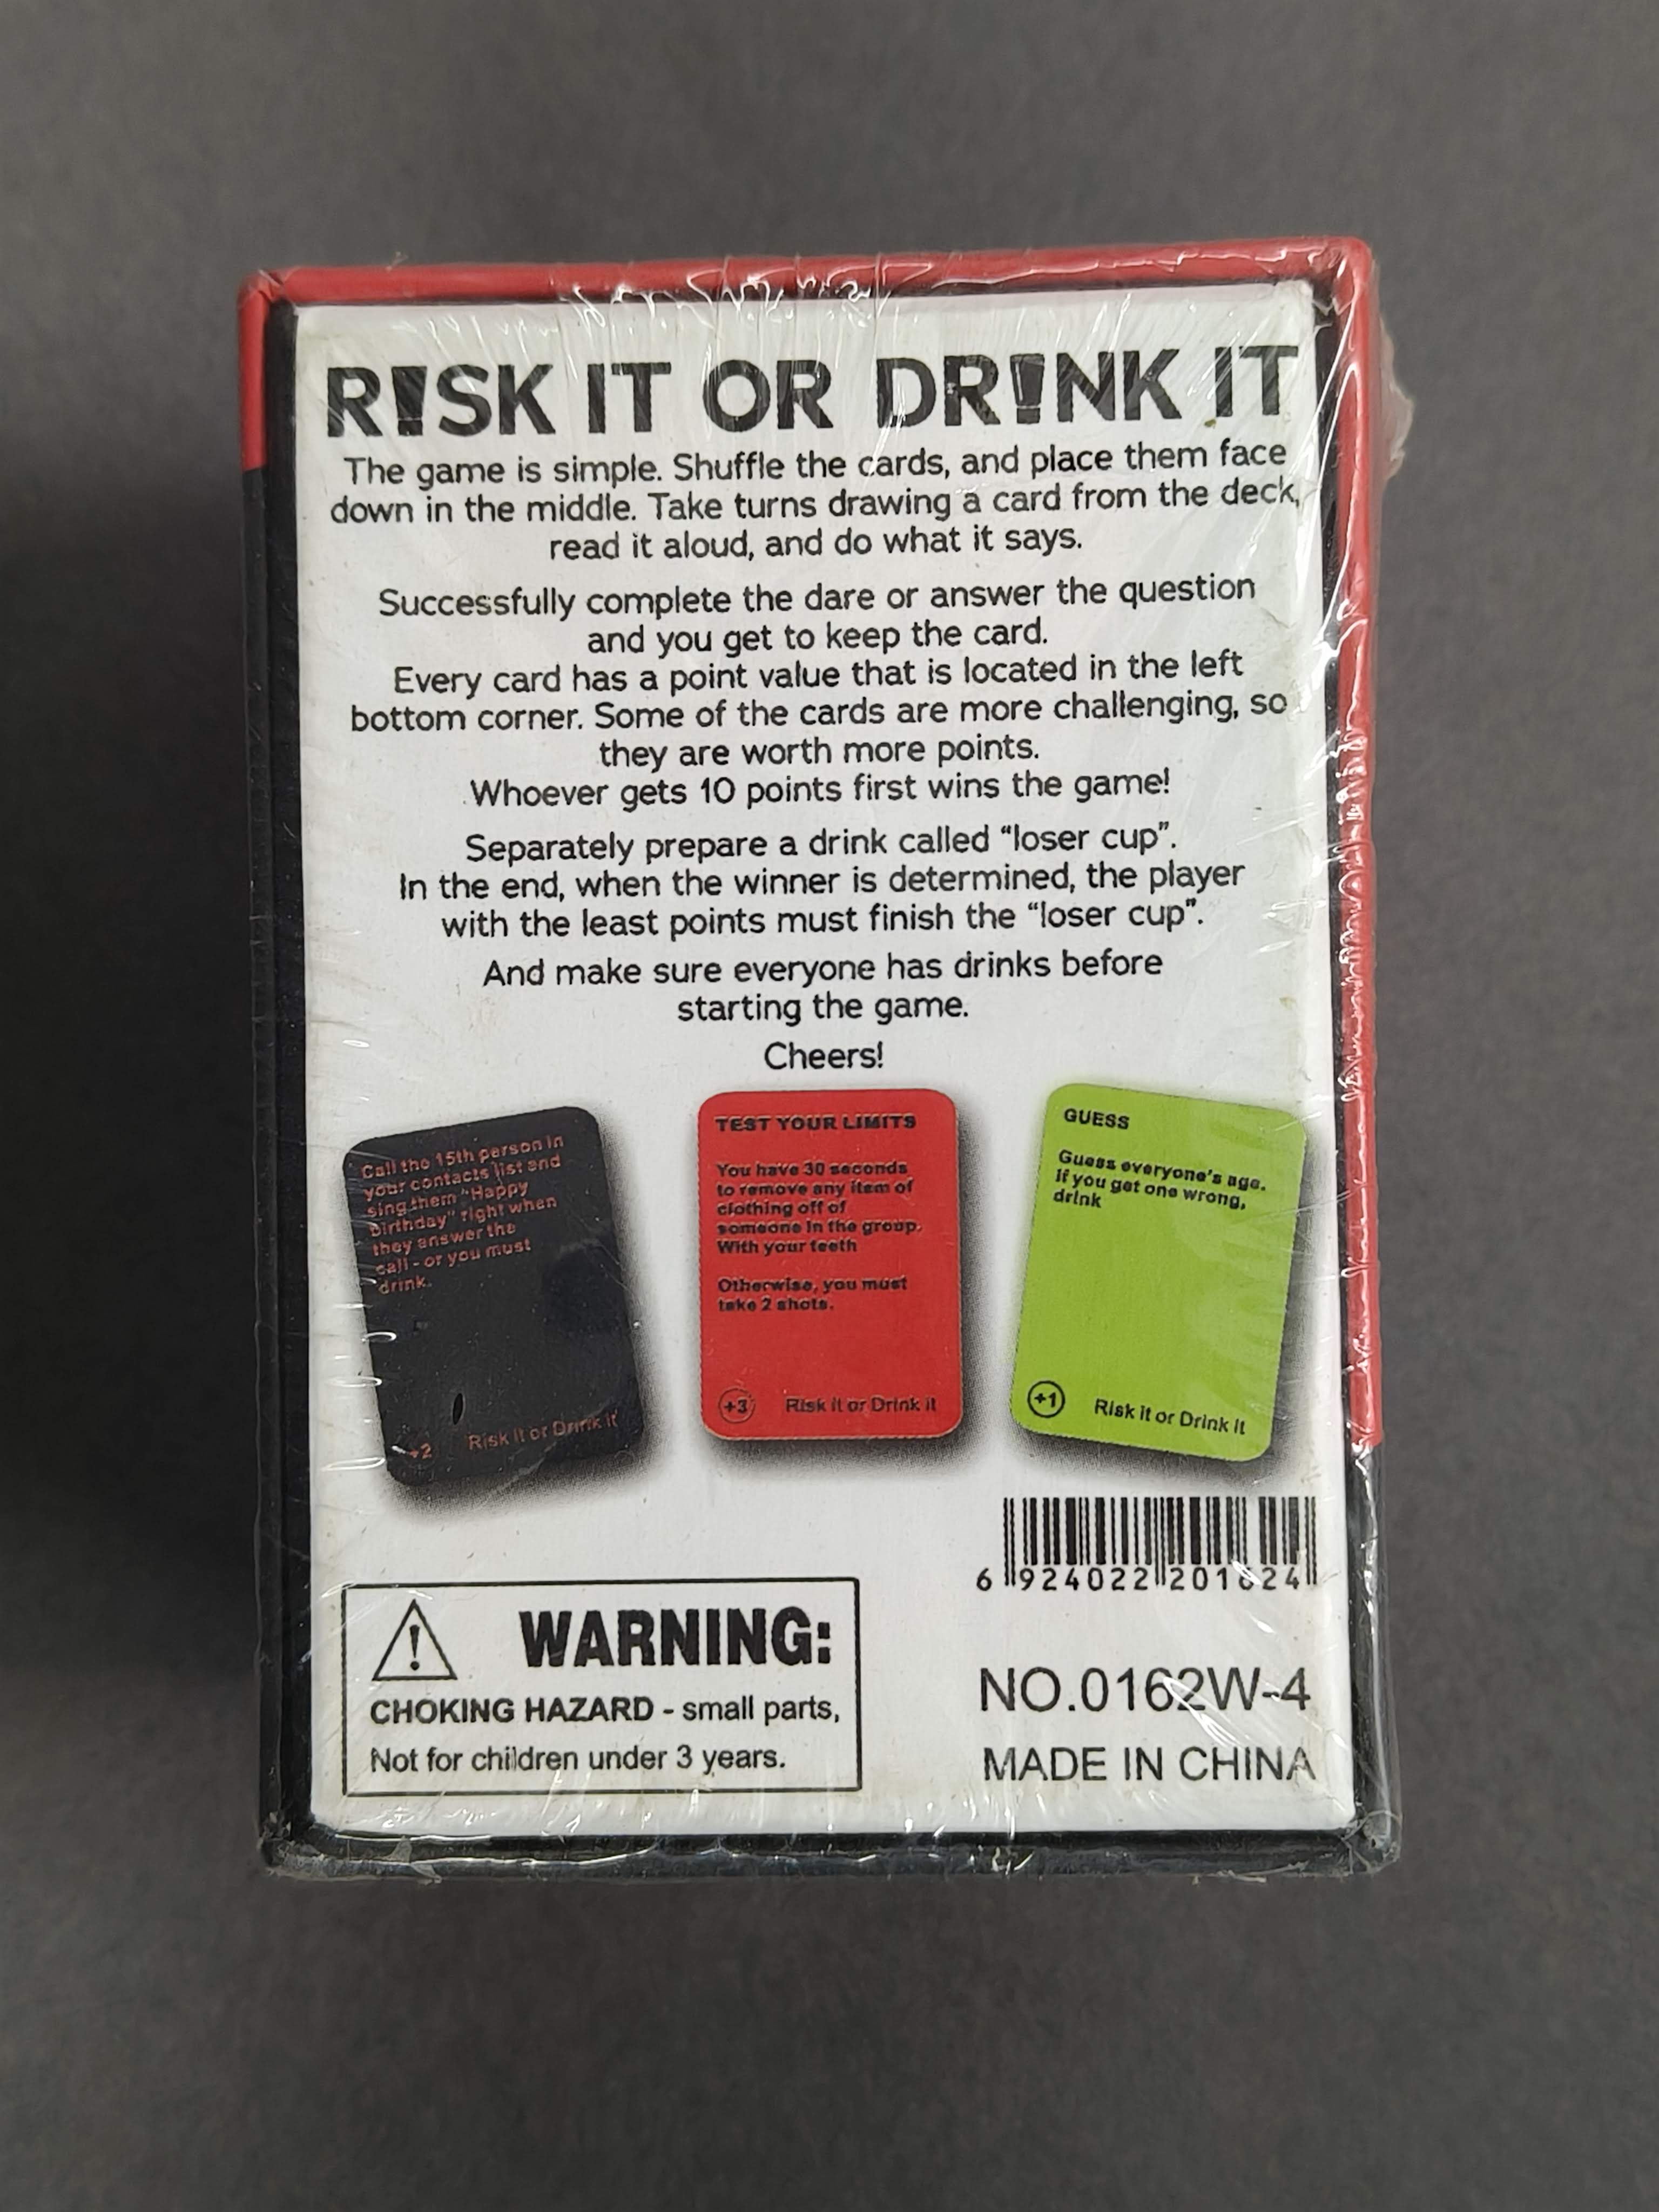 RISK IT OR DRINK IT
The game is simple. Shuffle the cards, and place them face
down in the middle. Take turns drawing a card from the deck,
read it aloud, and do what it says.
Successfully complete the dare or answer the question
and you get to keep the card.
Every card has a point value that is located in the left
bottom corner. Some of the cards are more challenging, so
they are worth more points.
Whoever gets 10 points first wins the game!
Separately prepare a drink called “loser cup”.
In the end, when the winner is determined, the player
with the least points must finish the “loser cup”.
And make sure everyone has drinks before
starting the game.
Cheers!
Call the 15th person in
your contacts list and
sing them "Happy
Birthday" right when
they answer the
call - or you must
drink.
+2 Risk it or Drink it
TEST YOUR LIMITS
You have 30 seconds
to remove any item of
clothing off of
someone in the group.
With your teeth
Otherwise, you must
take 2 shots.
+3 Risk it or Drink it
GUESS
Guess everyone's age.
If you get one wrong,
drink
+1 Risk it or Drink it
6 924022 201624
WARNING:
CHOKING HAZARD - small parts,
Not for children under 3 years.
NO.0162W-4
MADE IN CHINA